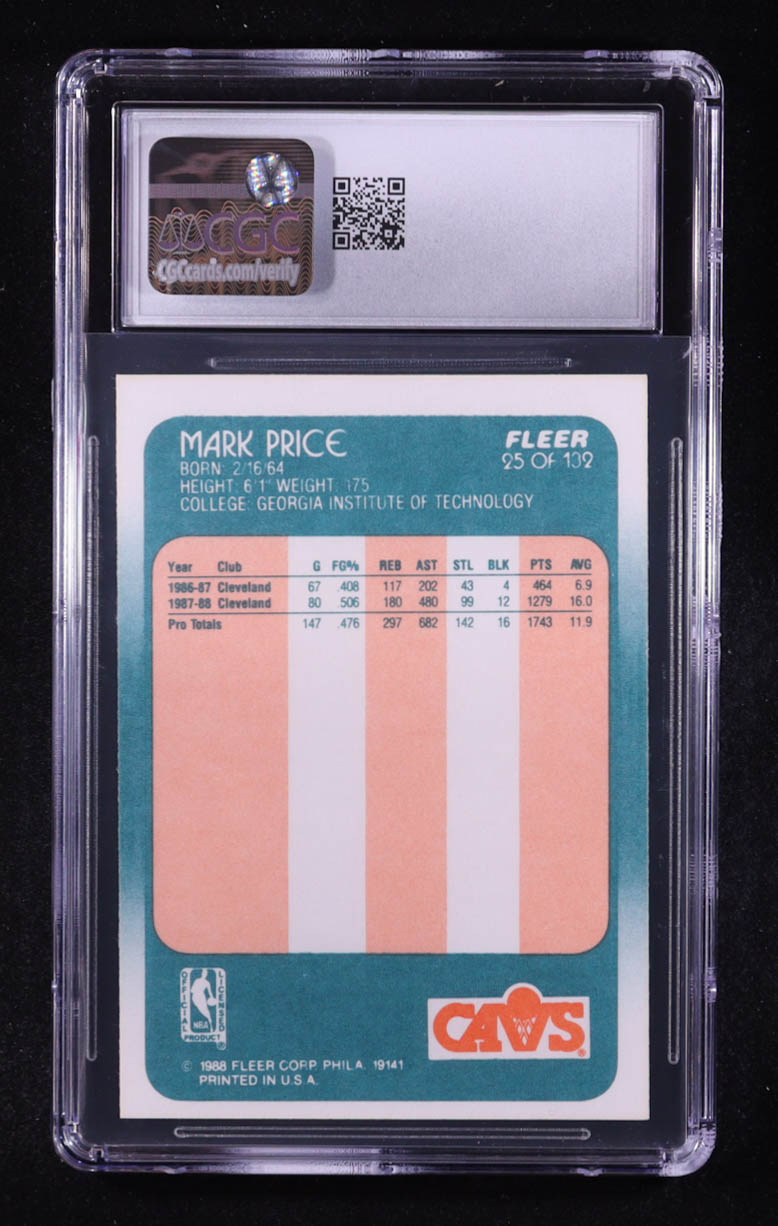 CGC
CGCcards.com/verify
MARK PRICE
FLEER
25 OF 132
BORN: 2/16/64
HEIGHT: 6'1" WEIGHT: 175
COLLEGE: GEORGIA INSTITUTE OF TECHNOLOGY
Year Club G FG% REB AST STL BLK PTS AVG
1986-87 Cleveland 67 .408 117 202 43 4 464 6.9
1987-88 Cleveland 80 .506 180 480 99 12 1279 16.0
Pro Totals 147 .476 297 682 142 16 1743 11.9
OFFICIAL LICENSED
NBA
PRODUCT ®
CAVS ®
© 1988 FLEER CORP. PHILA. 19141
PRINTED IN U.S.A.